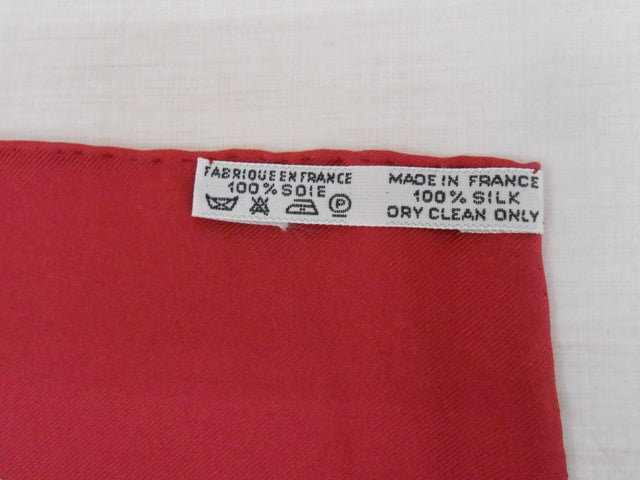 FABRIQUE EN FRANCE
100% SOIE
MADE IN FRANCE
100% SILK
DRY CLEAN ONLY